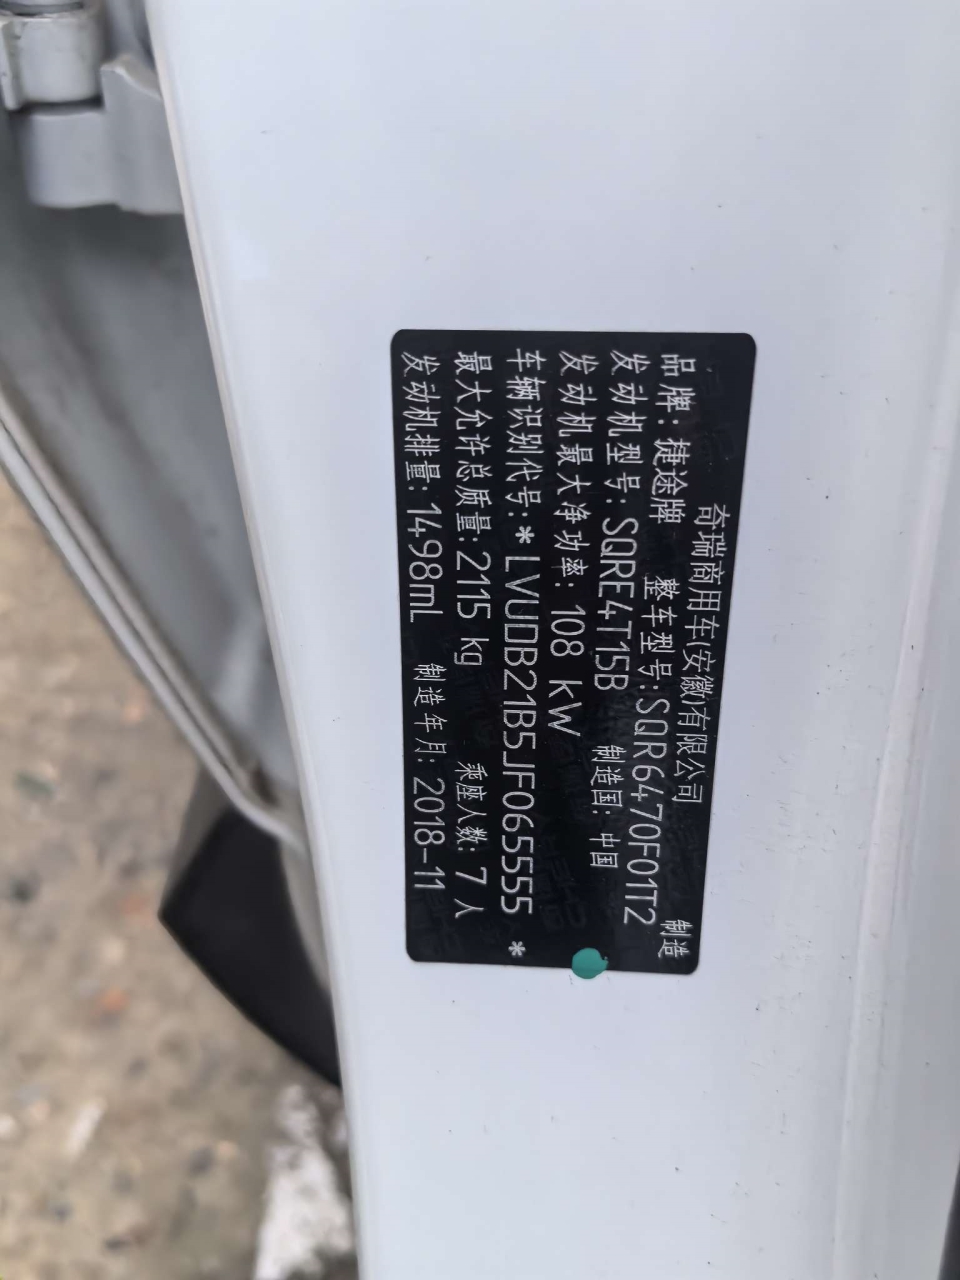 奇瑞商用车(安徽)有限公司 制造
品牌：捷途牌 整车型号:SQR6470F01T2
发动机型号：SQRE4T15B 制造国：中国
发动机最大净功率：108 kW
车辆识别代号：*LVUDB21B5JF065555*
最大允许总质量:2115 kg 乘座人数：7人
发动机排量:1498mL 制造年月:2018-11